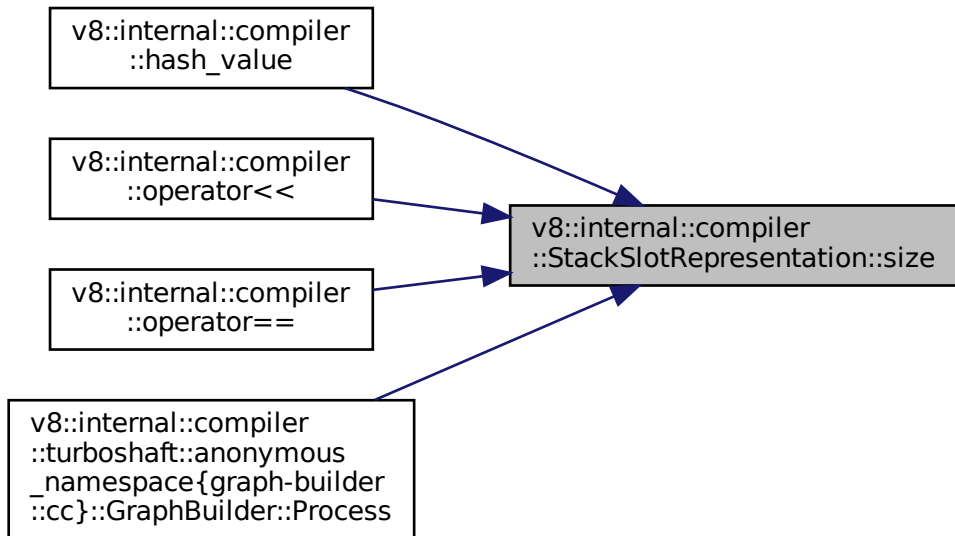 v8::internal::compiler
::hash_value
v8::internal::compiler
::operator<<
v8::internal::compiler
::StackSlotRepresentation::size
v8::internal::compiler
::operator==
v8::internal::compiler
::turboshaft::anonymous
_namespace{graph-builder
::cc}::GraphBuilder::Process